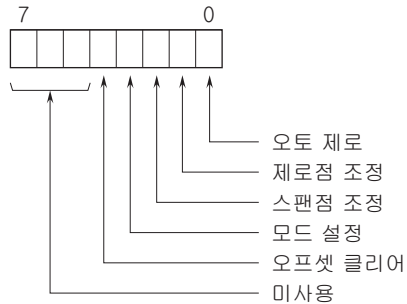 7 0
오토 제로
제로점 조정
스팬점 조정
모드 설정
오프셋 클리어
미사용